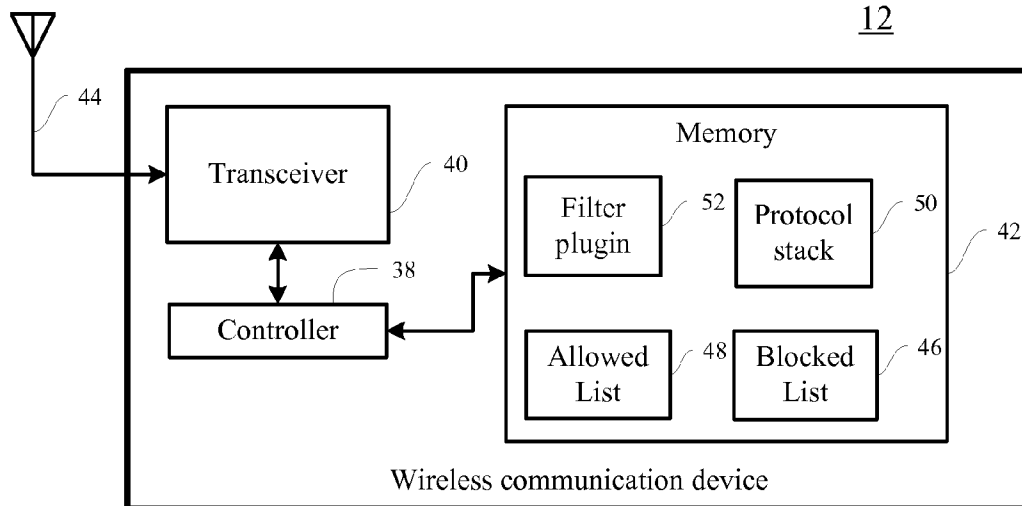 12
44
Transceiver
40
Memory
Filter
plugin
52
Protocol
stack
50
42
38
Controller
Allowed
List
48
Blocked
List
46
Wireless communication device